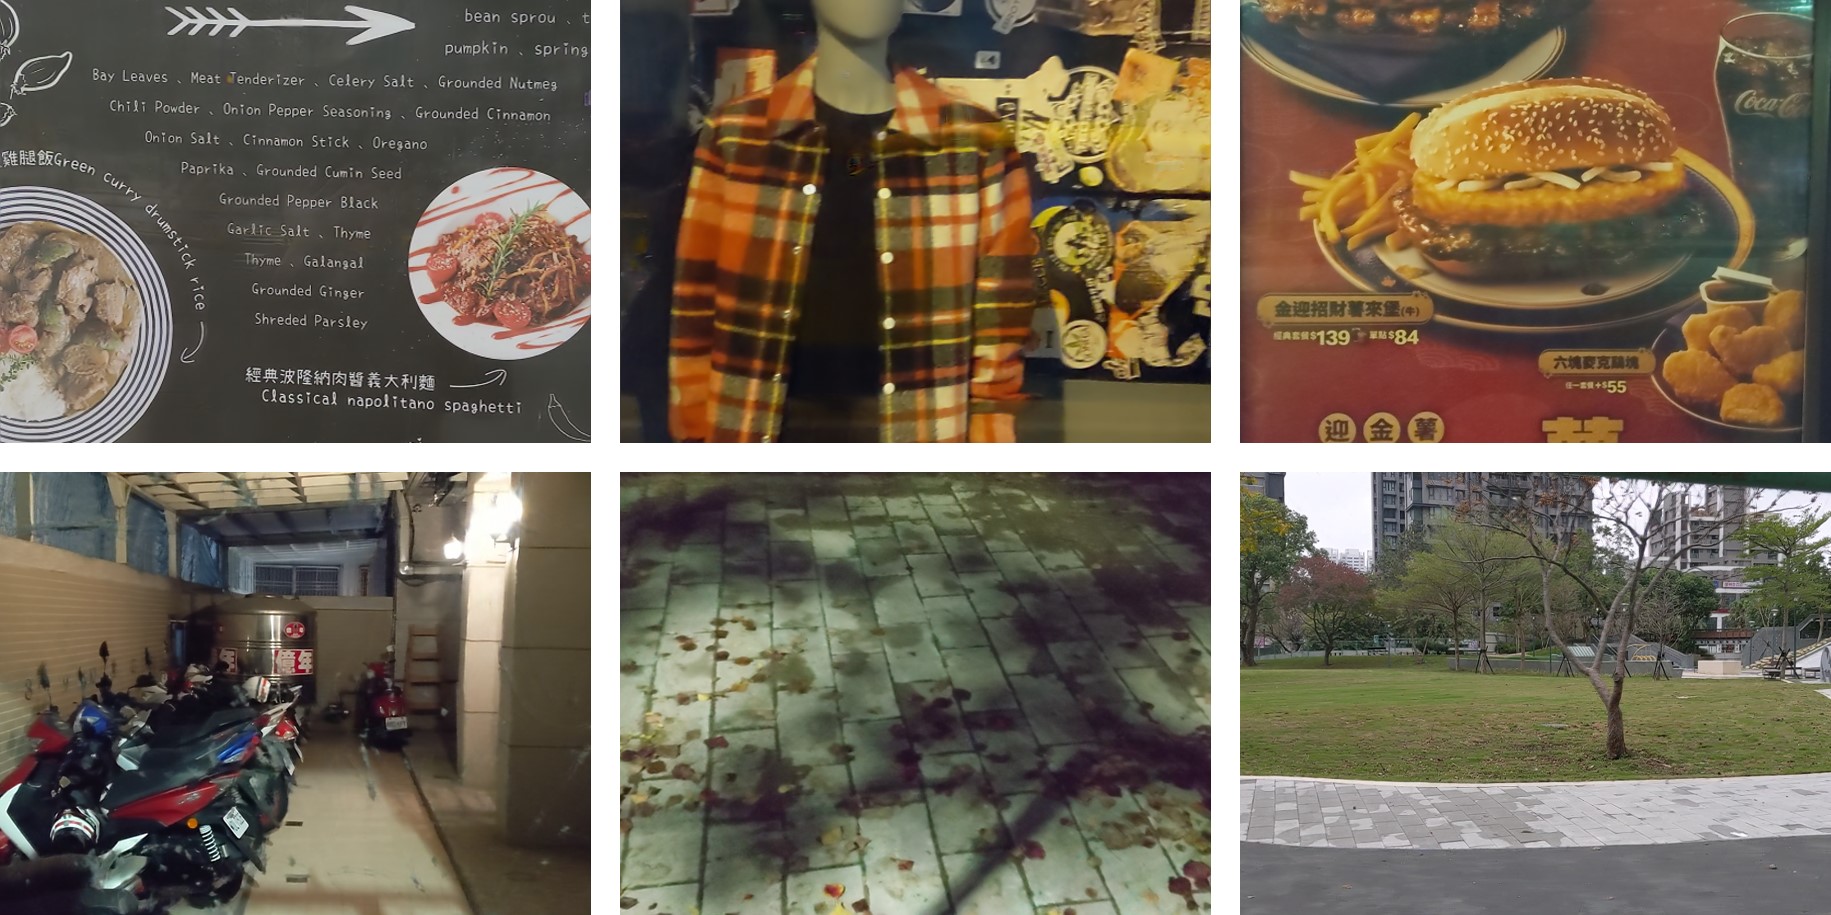 bean sprou、t
pumpkin、spring
Bay Leaves、Meat Tenderizer、Celery Salt、Grounded Nutmeg
Chili Powder、Onion Pepper Seasoning、Grounded Cinnamon
Onion Salt、Cinnamon Stick、Oregano
雞腿飯Green curry drumstick rice
Paprika、Grounded Cumin Seed
Grounded Pepper Black
Garlic Salt、Thyme
Thyme、Galangal
Grounded Ginger
Shredded Parsley
經典波隆納肉醬義大利麵
Classical napolitano spaghetti
Coca-Cola
金迎招財薯來堡(牛)
經典套餐$139 單點$84
六塊麥克鷄塊
任一套餐+$55
迎金薯